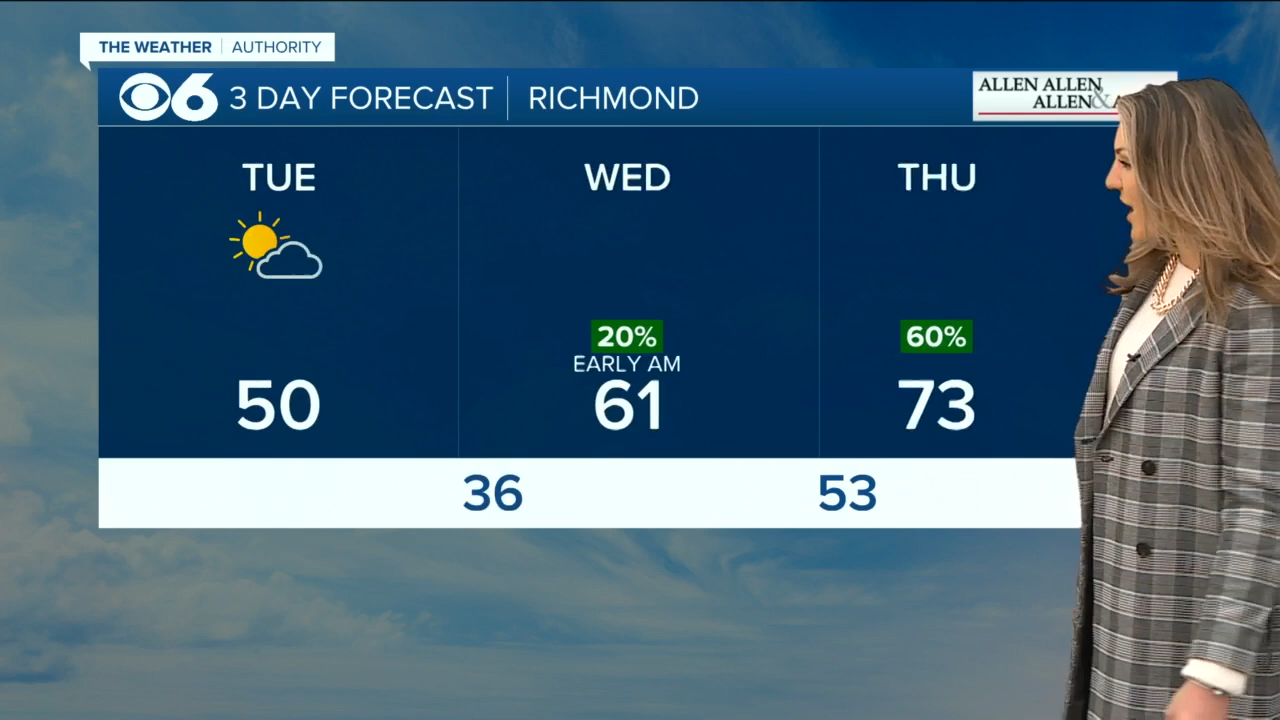 THE WEATHER | AUTHORITY
6 3 DAY FORECAST | RICHMOND
ALLEN ALLEN
ALLEN &
TUE WED THU
20% 60%
EARLY AM
50 61 73
36 53